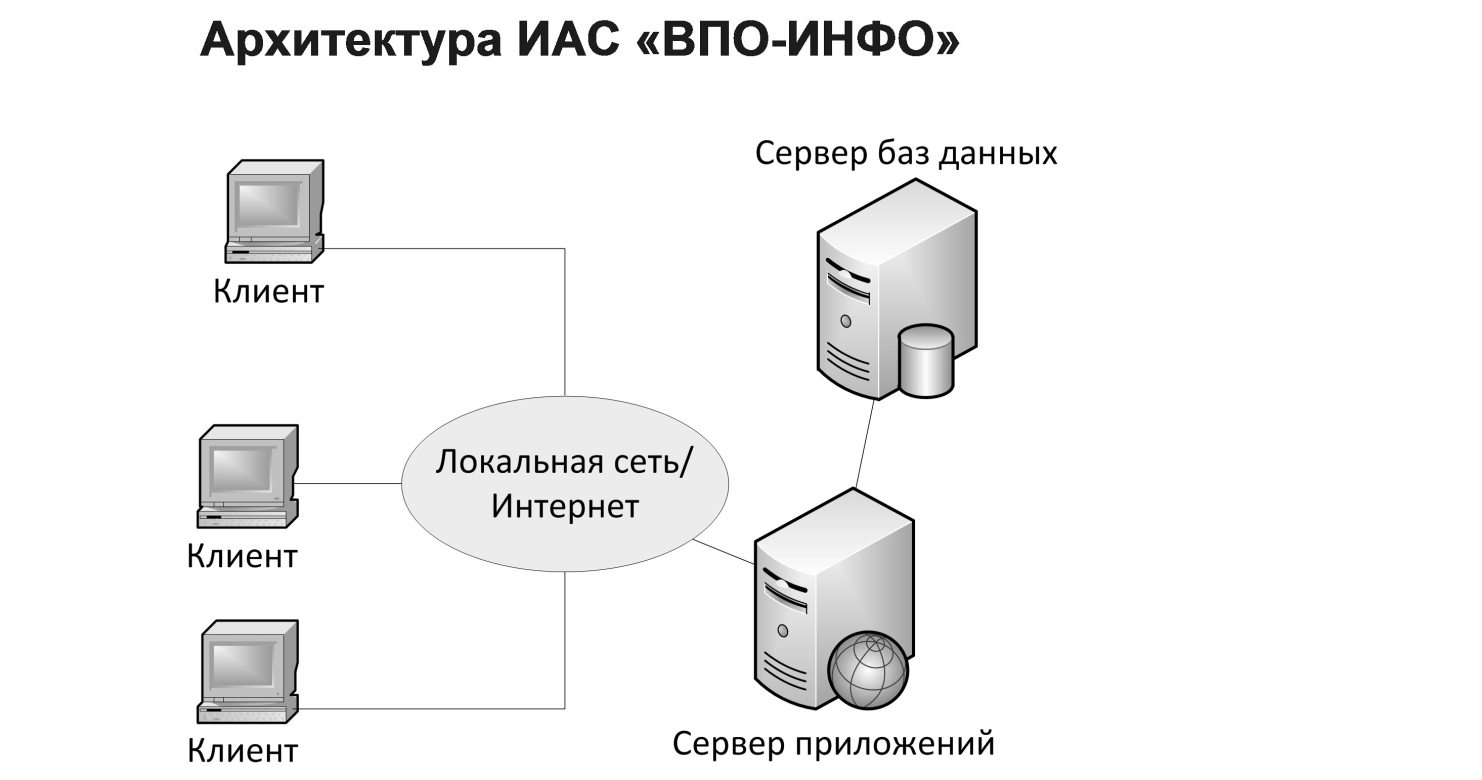 Архитектура ИАС «ВПО-ИНФО»
Сервер баз данных
Клиент
Локальная сеть/
Интернет
Клиент
Сервер приложений
Клиент